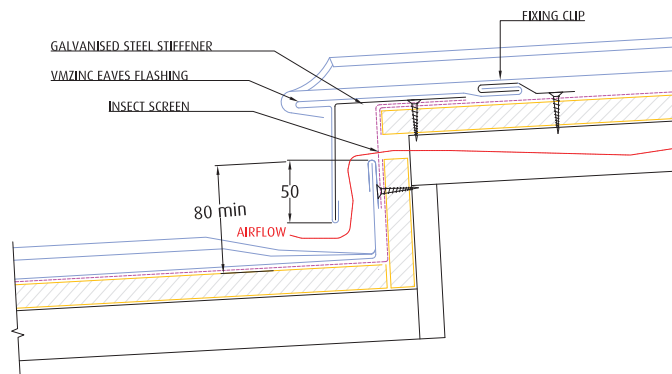 FIXING CLIP
GALVANISED STEEL STIFFENER
VMZINC EAVES FLASHING
INSECT SCREEN
50
80 min
AIRFLOW